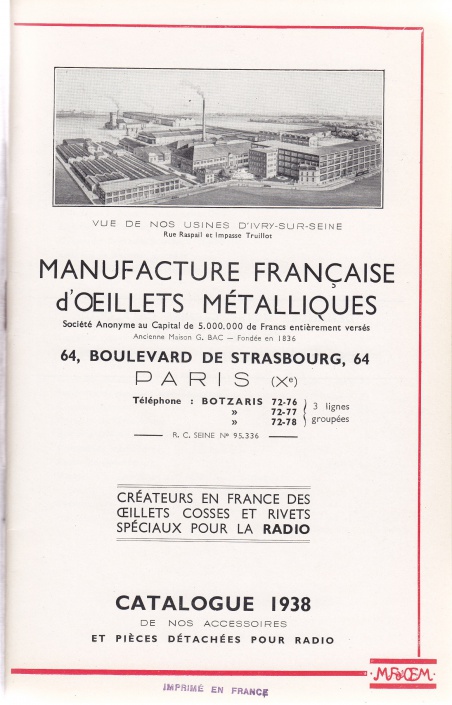 VUE DE NOS USINES D'IVRY-SUR-SEINE
Rue Raspail et Impasse Truillot
MANUFACTURE FRANÇAISE
d'ŒILLETS MÉTALLIQUES
Société Anonyme au Capital de 5.000.000 de Francs entièrement versés
Ancienne Maison G. BAC — Fondée en 1836
64, BOULEVARD DE STRASBOURG, 64
PARIS (Xe)
Téléphone : BOTZARIS 72-76
» 72-77
» 72-78
3 lignes
groupées
R. C. SEINE No 95.336
CRÉATEURS EN FRANCE DES
ŒILLETS COSSES ET RIVETS
SPÉCIAUX POUR LA RADIO
CATALOGUE 1938
DE NOS ACCESSOIRES
ET PIÈCES DÉTACHÉES POUR RADIO
IMPRIMÉ EN FRANCE